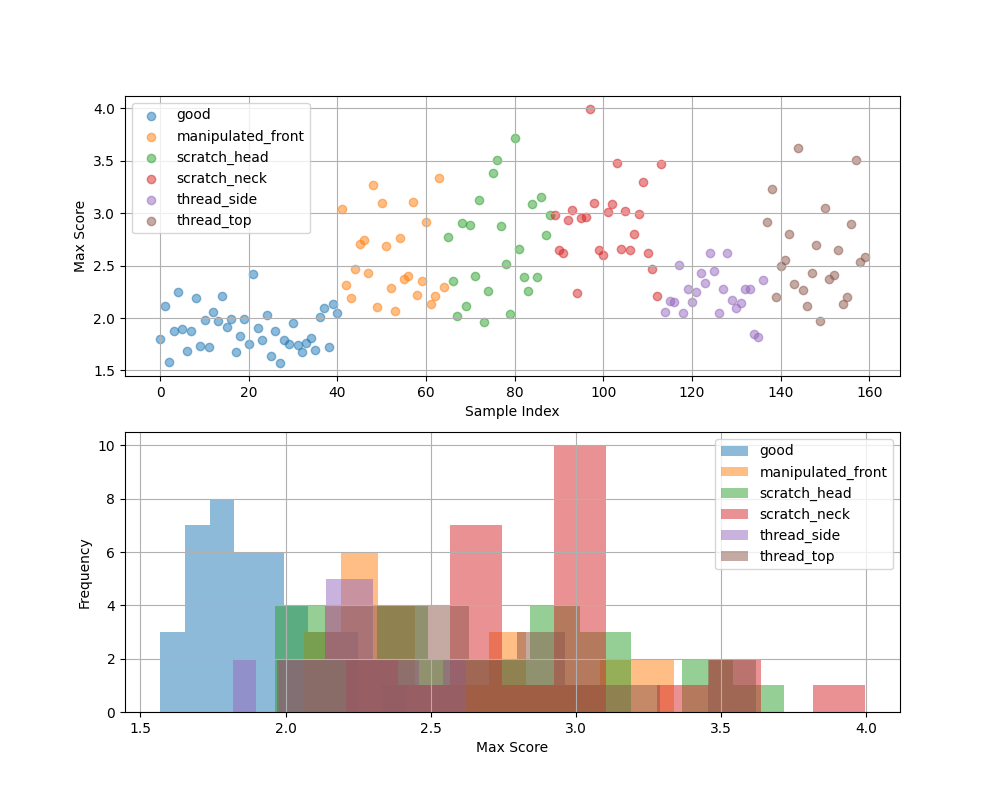 4.0
3.5
3.0
2.5
2.0
1.5
Max Score
good
manipulated_front
scratch_head
scratch_neck
thread_side
thread_top
0 20 40 60 80 100 120 140 160
Sample Index
10
8
6
4
2
0
Frequency
good
manipulated_front
scratch_head
scratch_neck
thread_side
thread_top
1.5 2.0 2.5 3.0 3.5 4.0
Max Score